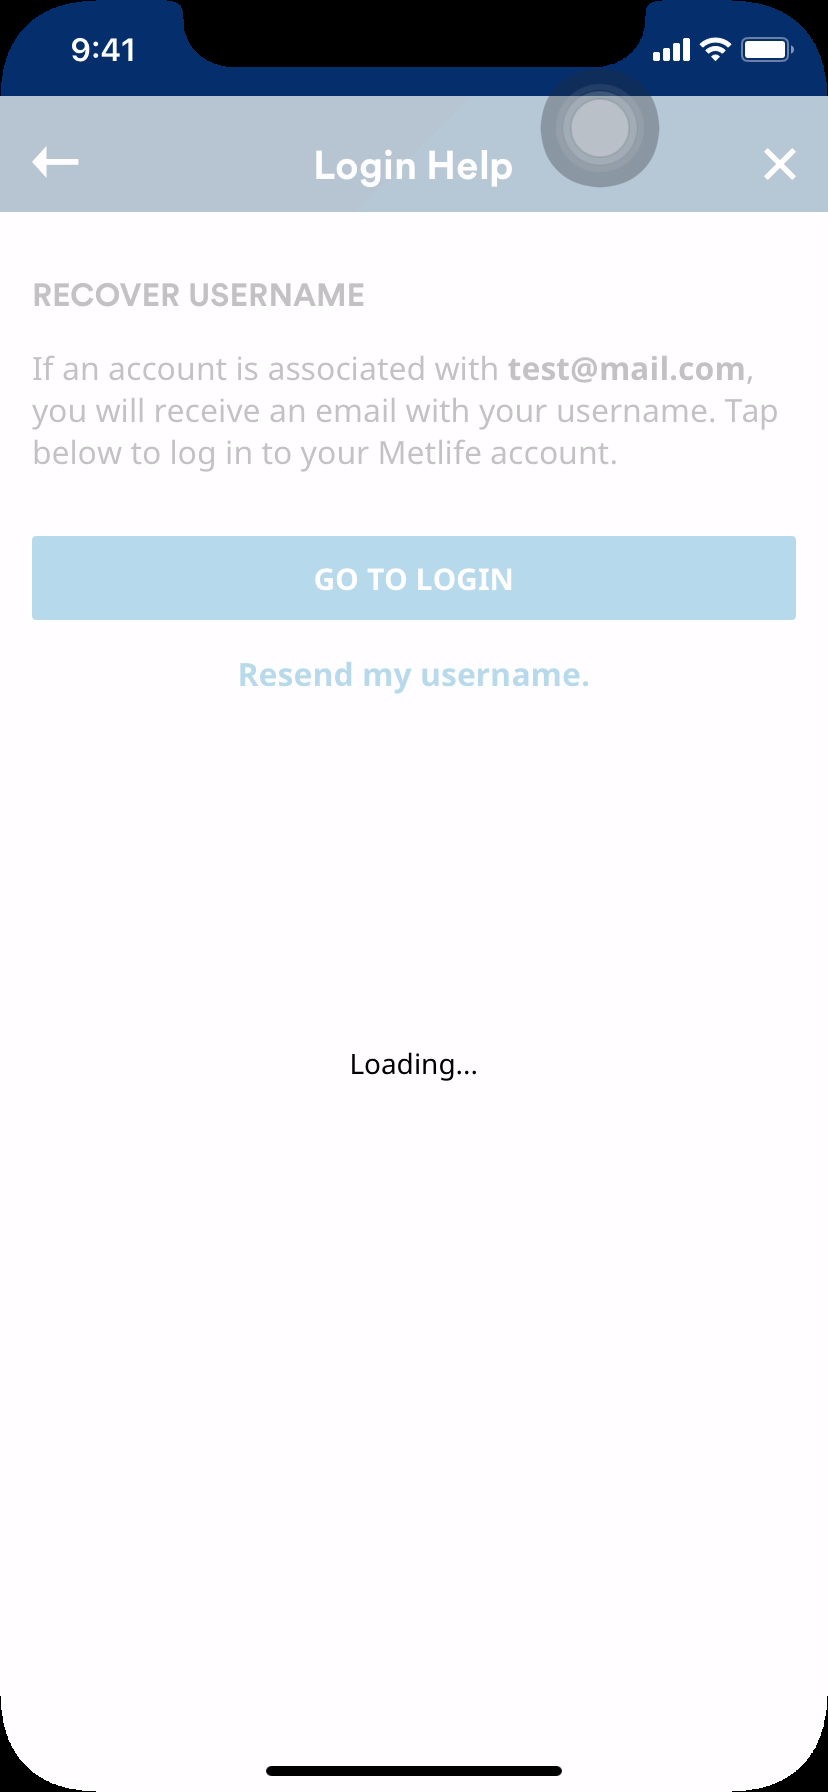 9:41
Login Help
RECOVER USERNAME
If an account is associated with test@mail.com,
you will receive an email with your username. Tap
below to log in to your Metlife account.
GO TO LOGIN
Resend my username.
Loading...